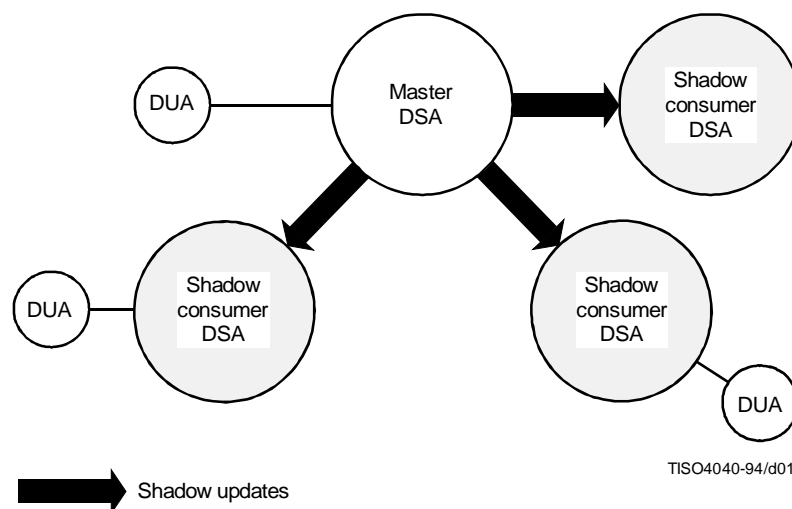 DUA
Master
DSA
Shadow
consumer
DSA
DUA
Shadow
consumer
DSA
Shadow
consumer
DSA
DUA
TISO4040-94/d01
Shadow updates